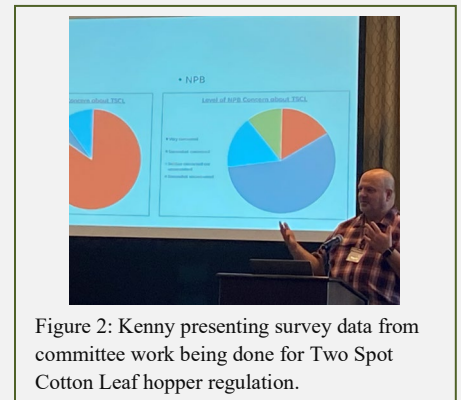 • NPB
Level of NPB Concern about TSCL
Figure 2: Kenny presenting survey data from
committee work being done for Two Spot
Cotton Leaf hopper regulation.